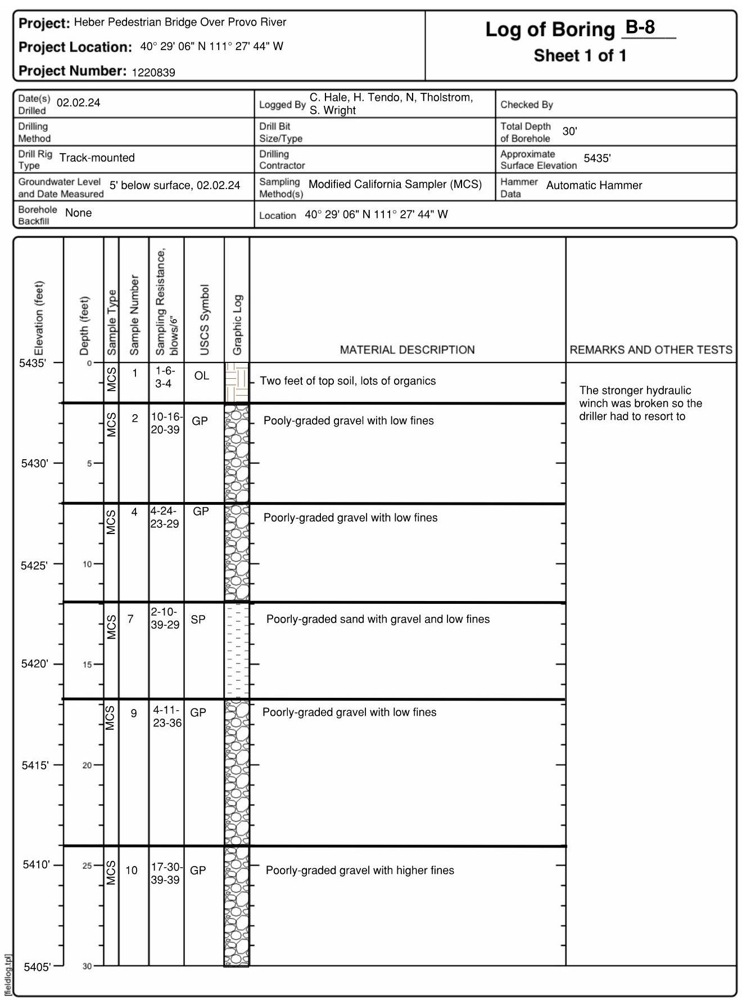 Project: Heber Pedestrian Bridge Over Provo River
Project Location: 40° 29' 06" N 111° 27' 44" W
Project Number: 1220839
Log of Boring B-8
Sheet 1 of 1
Date(s)
Drilled
02.02.24
Logged By
C. Hale, H. Tendo, N, Tholstrom,
S. Wright
Checked By
Drilling
Method
Drill Bit
Size/Type
Total Depth
of Borehole
30'
Drill Rig
Type
Track-mounted
Drilling
Contractor
Approximate
Surface Elevation
5435'
Groundwater Level
and Date Measured
5' below surface, 02.02.24
Sampling
Method(s)
Modified California Sampler (MCS)
Hammer
Data
Automatic Hammer
Borehole
Backfill
None
Location 40° 29' 06" N 111° 27' 44" W
Elevation (feet)
Depth (feet)
Sample Type
Sample Number
Sampling Resistance,
blows/6"
USCS Symbol
Graphic Log
MATERIAL DESCRIPTION
REMARKS AND OTHER TESTS
5435'
0
MCS
1
1-6-
3-4
OL
Two feet of top soil, lots of organics
The stronger hydraulic
winch was broken so the
driller had to resort to
MCS
2
10-16-
20-39
GP
Pooly-graded gravel with low fines
5430'
5
MCS
4
4-24-
23-29
GP
Poorly-graded gravel with low fines
5425'
10
MCS
7
2-10-
39-29
SP
Poorly-graded sand with gravel and low fines
5420'
15
MCS
9
4-11-
23-36
GP
Poorly-graded gravel with low fines
5415'
20
MCS
10
17-30-
39-39
GP
Poorly-graded gravel with higher fines
5410'
25
5405'
30
[fieldlog.tpl]